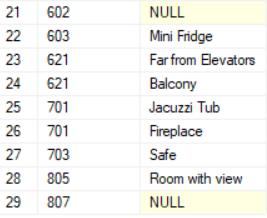 21 602 NULL
22 603 Mini Fridge
23 621 Far from Elevators
24 621 Balcony
25 701 Jacuzzi Tub
26 701 Fireplace
27 703 Safe
28 805 Room with view
29 807 NULL